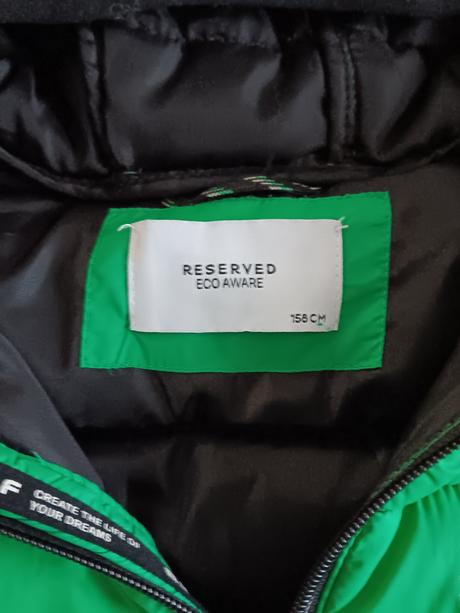 RESERVED
ECO AWARE
158 CM
F
CREATE THE LIFE OF
YOUR DREAMS